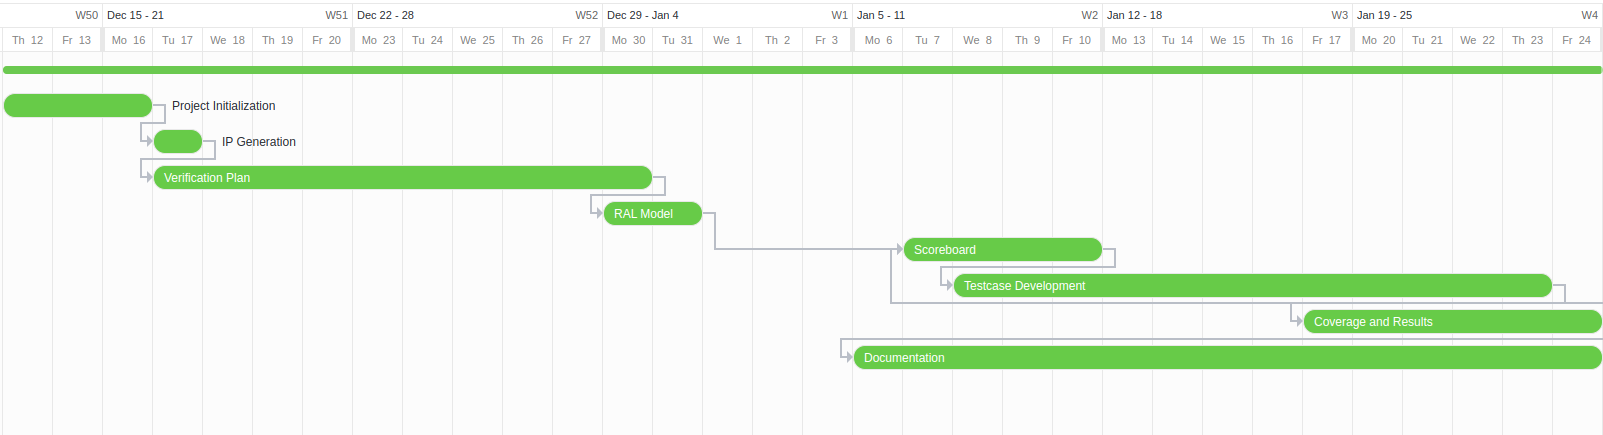 W50 Dec 15 - 21 W51 Dec 22 - 28 W52 Dec 29 - Jan 4 W1 Jan 5 - 11 W2 Jan 12 - 18 W3 Jan 19 - 25 W4
Th 12 Fr 13 Mo 16 Tu 17 We 18 Th 19 Fr 20 Mo 23 Tu 24 We 25 Th 26 Fr 27 Mo 30 Tu 31 We 1 Th 2 Fr 3 Mo 6 Tu 7 We 8 Th 9 Fr 10 Mo 13 Tu 14 We 15 Th 16 Fr 17 Mo 20 Tu 21 We 22 Th 23 Fr 24
Project Initialization
IP Generation
Verification Plan
RAL Model
Scoreboard
Testcase Development
Coverage and Results
Documentation